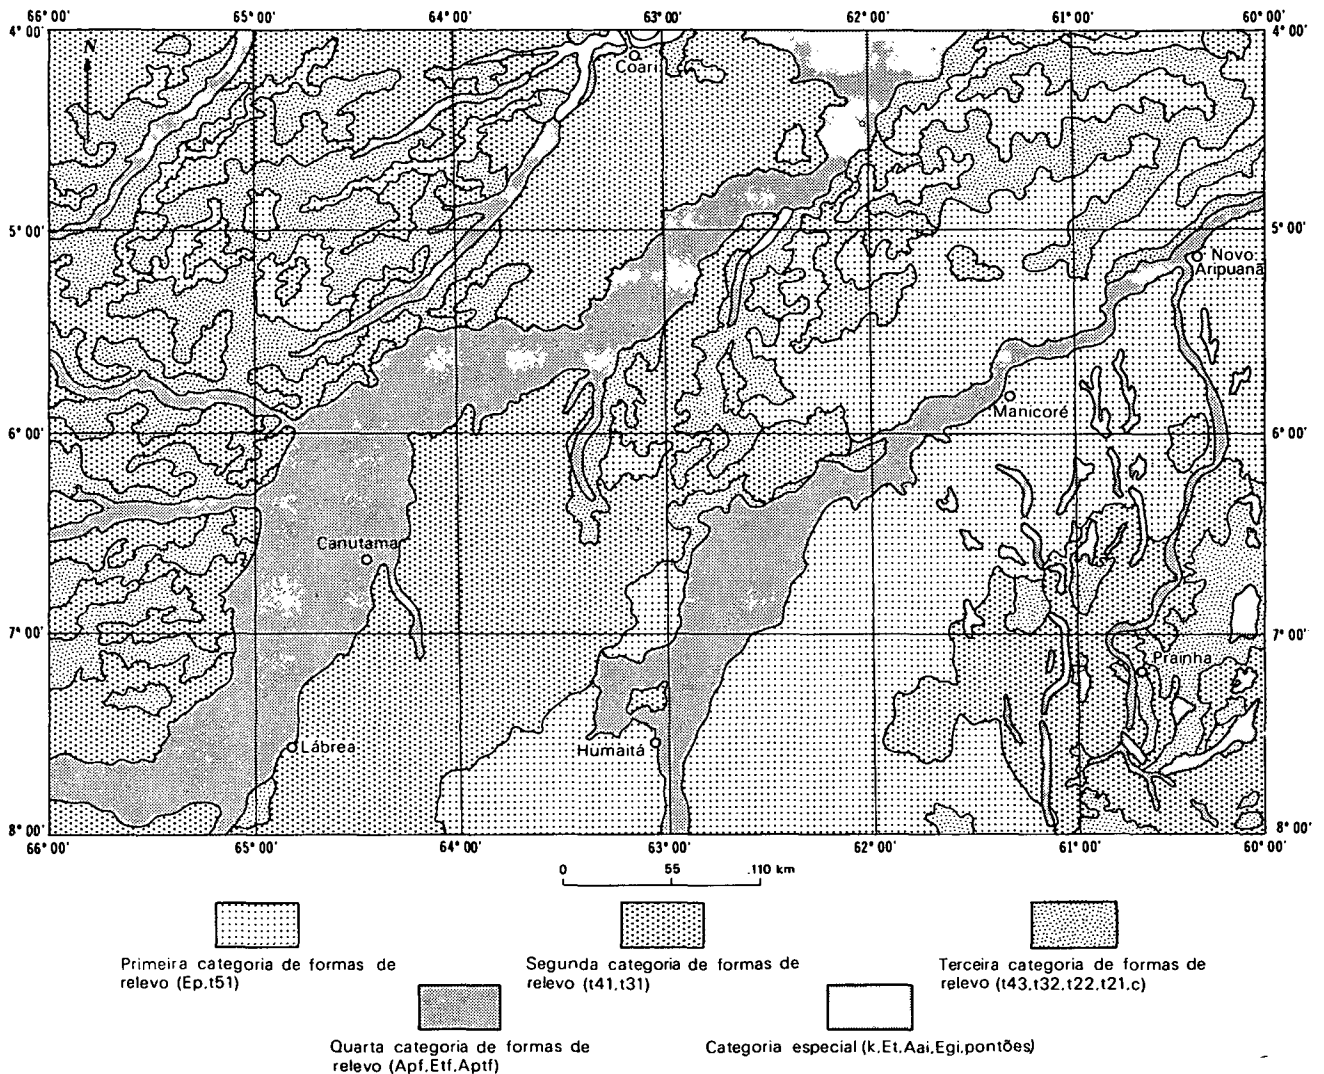 66° 00′ 65° 00′ 64° 00′ 63° 00′ 62° 00′ 61° 00′ 60° 00′
4° 00′ 4° 00′
N
Coari
5° 00′ 5° 00′
Novo
Aripuanã
Manicoré
6° 00′ 6° 00′
Canutama
7° 00′ 7° 00′
Prainha
Lábrea
Humaitá
8° 00′ 8° 00′
66° 00′ 65° 00′ 64° 00′ 63° 00′ 62° 00′ 61° 00′ 60° 00′
0 55 .110 km
Primeira categoria de formas de
relevo (Ep,t51)
Segunda categoria de formas de
relevo (t41,t31)
Terceira categoria de formas de
relevo (t43,t32,t22,t21,c)
Quarta categoria de formas de
relevo (Apf,Etf,Aptf)
Categoria especial (k,Et,Aai,Egi,pontões)